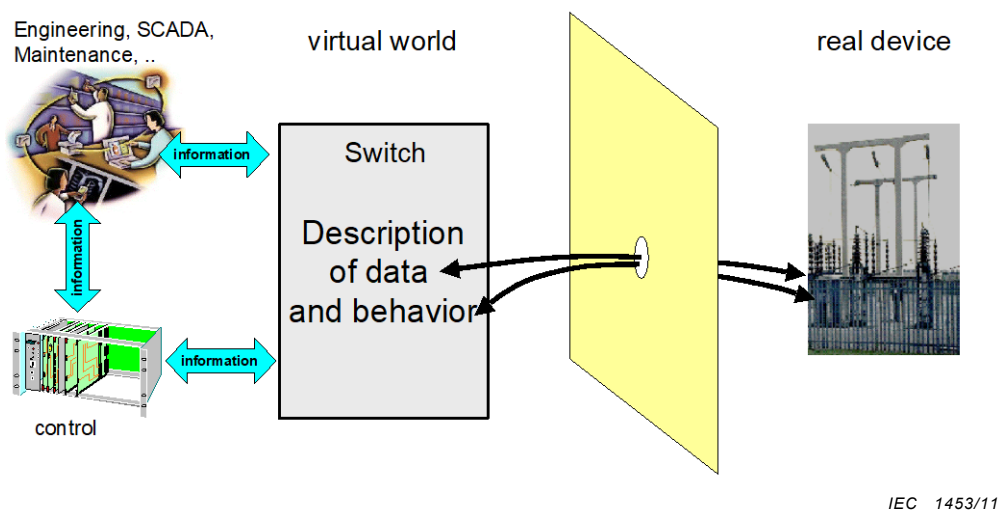 Engineering, SCADA,
Maintenance, ..
virtual world
real device
information
Switch
Description
of data
and behavior
information
information
control
IEC 1453/11